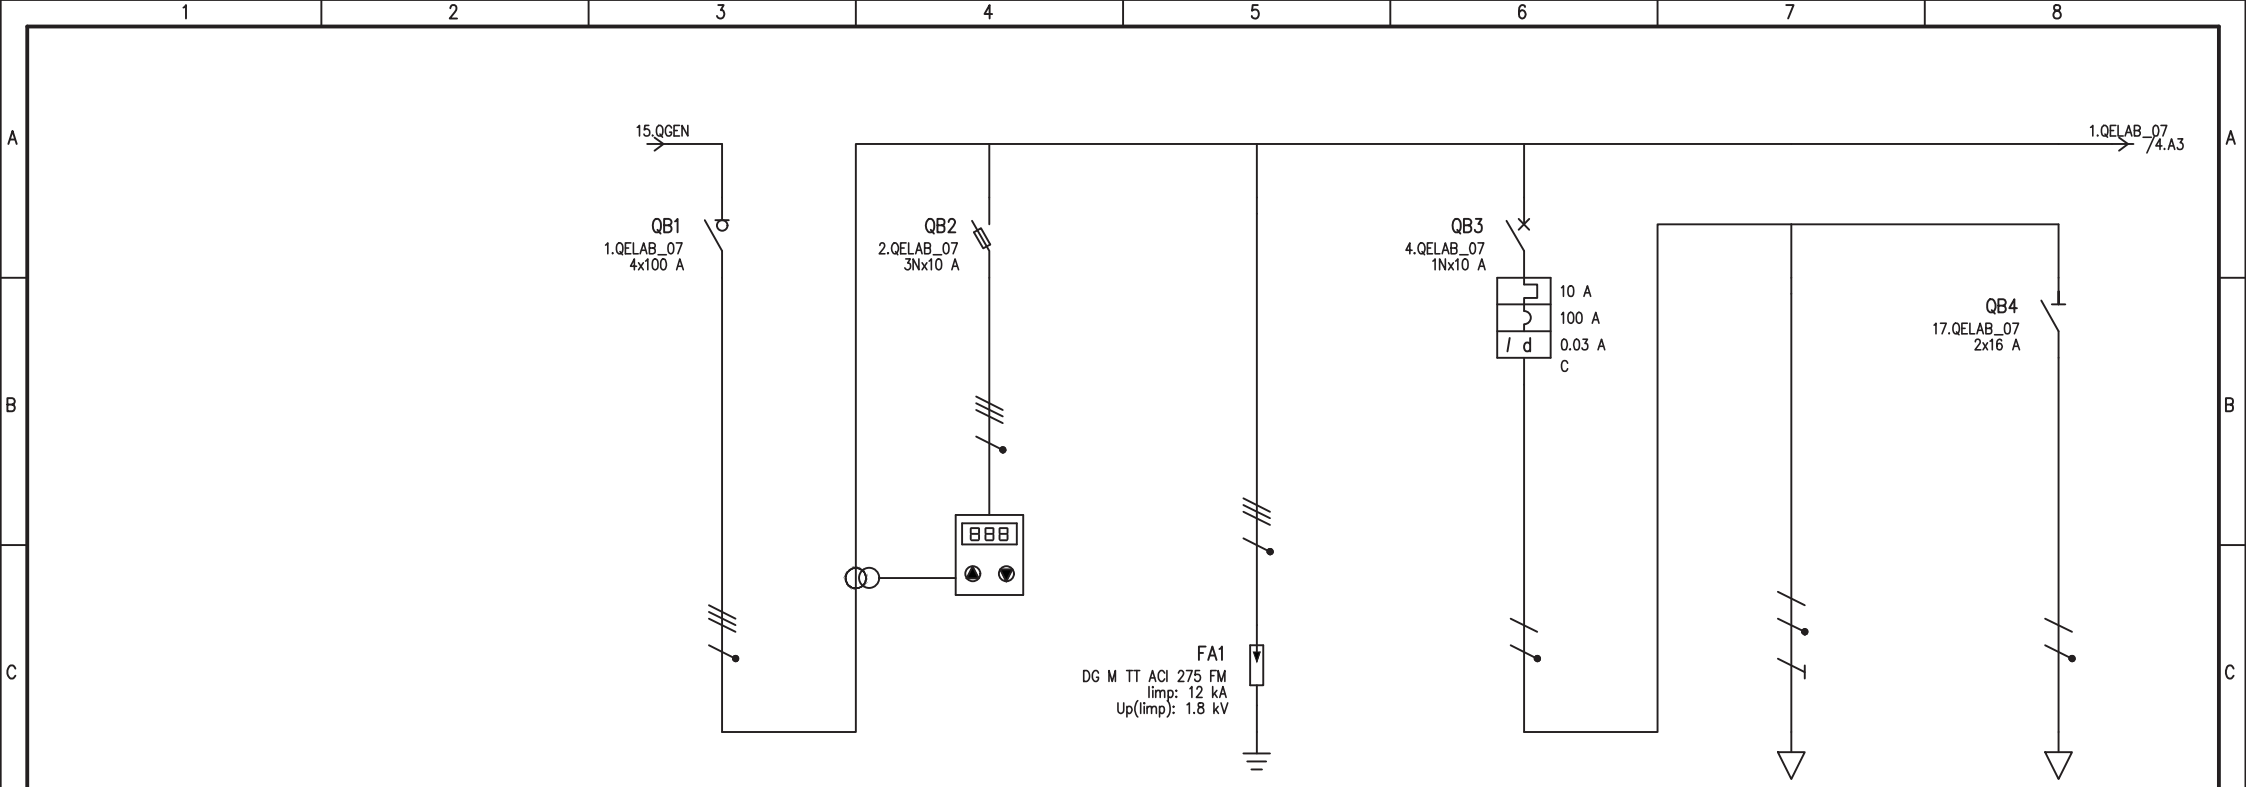 1 2 3 4 5 6 7 8
A A
15.QGEN
1.QELAB_07
/4.A3
QB1
1.QELAB_07
4x100 A
QB2
2.QELAB_07
3Nx10 A
QB3
4.QELAB_07
1Nx10 A
10 A
100 A
I d 0.03 A
C
QB4
17.QELAB_07
2x16 A
B B
888
FA1
DG M TT ACI 275 FM
Iimp: 12 kA
Up(Iimp): 1.8 kV
C C